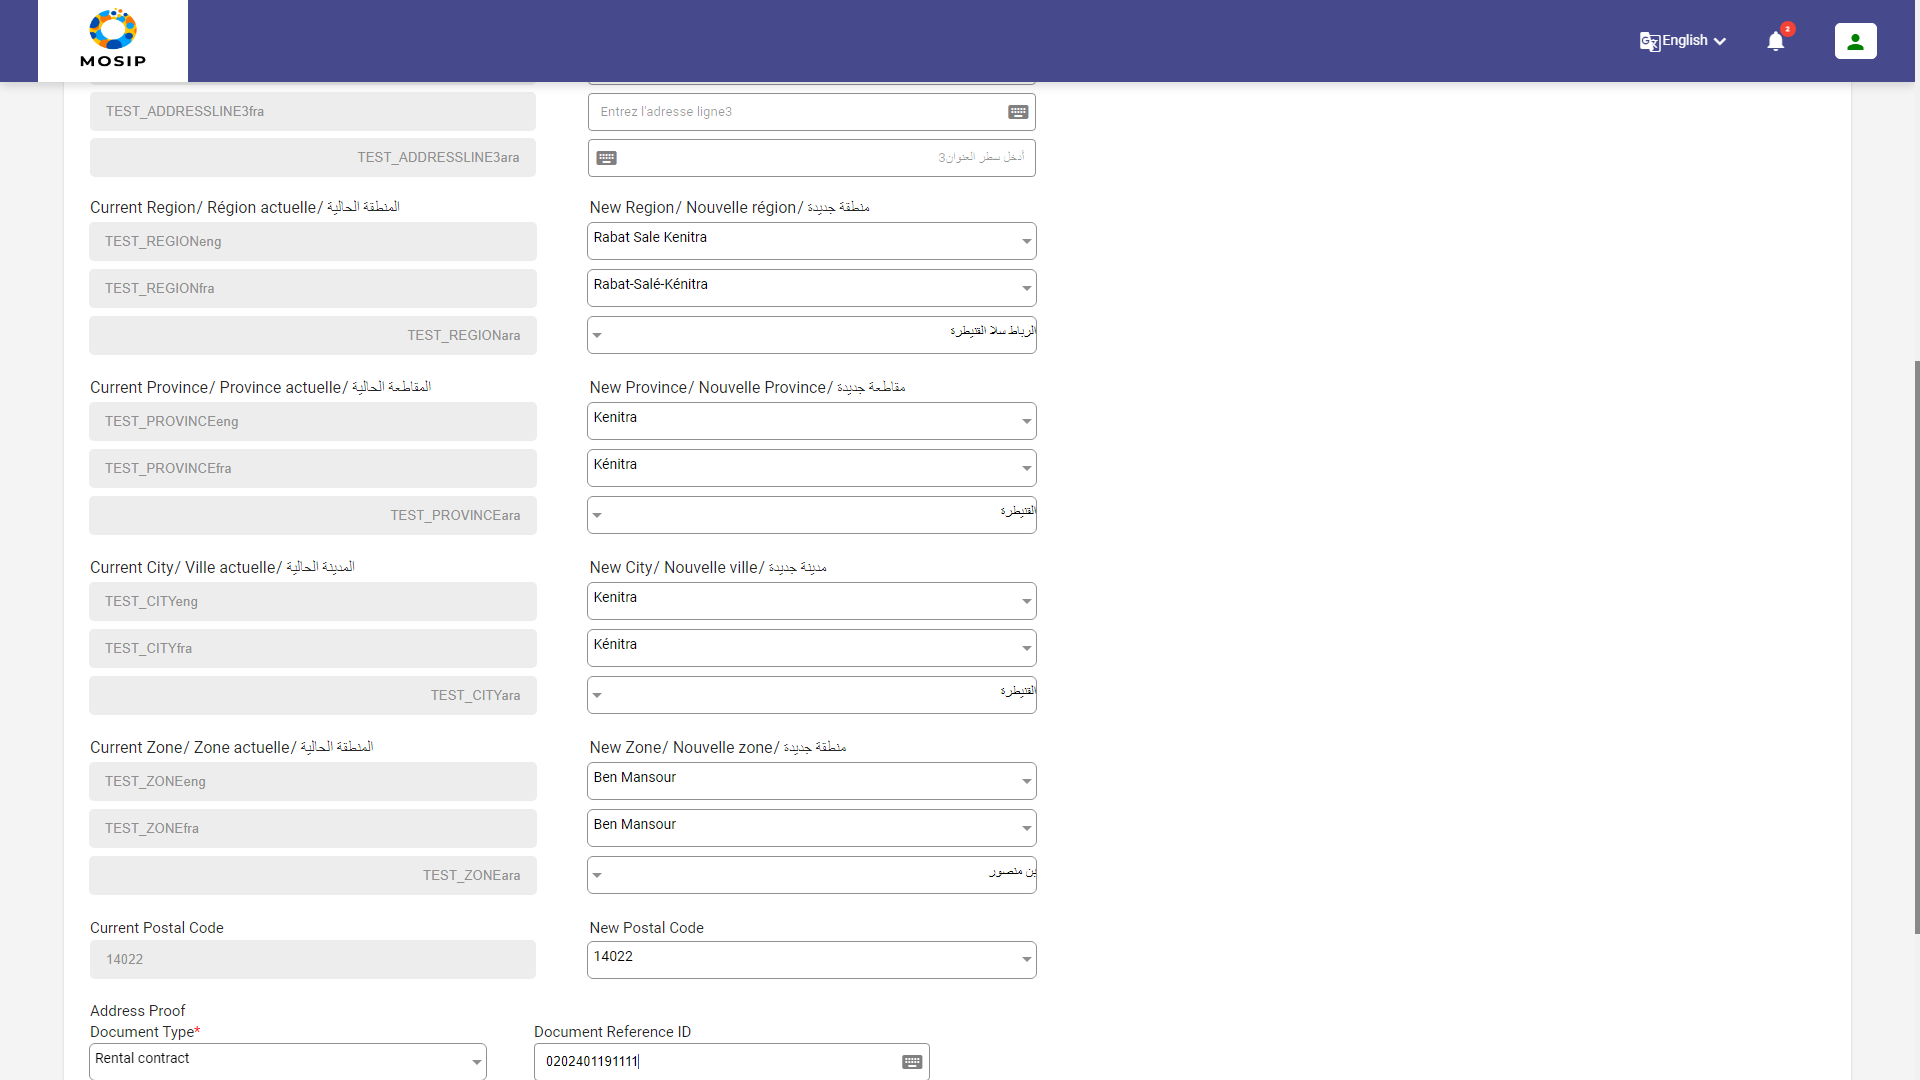 MOSIP
English
2
TEST_ADDRESSLINE3fra
Entrez l'adresse ligne3
TEST_ADDRESSLINE3ara
أدخل سطر العنوان3
Current Region/ Région actuelle/ المنطقة الحالية
New Region/ Nouvelle région/ منطقة جديدة
TEST_REGIONeng
Rabat Sale Kenitra
TEST_REGIONfra
Rabat-Salé-Kénitra
TEST_REGIONara
الرباط سلا القنيطرة
Current Province/ Province actuelle/ المقاطعة الحالية
New Province/ Nouvelle Province/ مقاطعة جديدة
TEST_PROVINCEeng
Kenitra
TEST_PROVINCEfra
Kénitra
TEST_PROVINCEara
القنيطرة
Current City/ Ville actuelle/ المدينة الحالية
New City/ Nouvelle ville/ مدينة جديدة
TEST_CITYeng
Kenitra
TEST_CITYfra
Kénitra
TEST_CITYara
القنيطرة
Current Zone/ Zone actuelle/ المنطقة الحالية
New Zone/ Nouvelle zone/ منطقة جديدة
TEST_ZONEeng
Ben Mansour
TEST_ZONEfra
Ben Mansour
TEST_ZONEara
بن منصور
Current Postal Code
New Postal Code
14022
14022
Address Proof
Document Type*
Document Reference ID
Rental contract
0202401191111